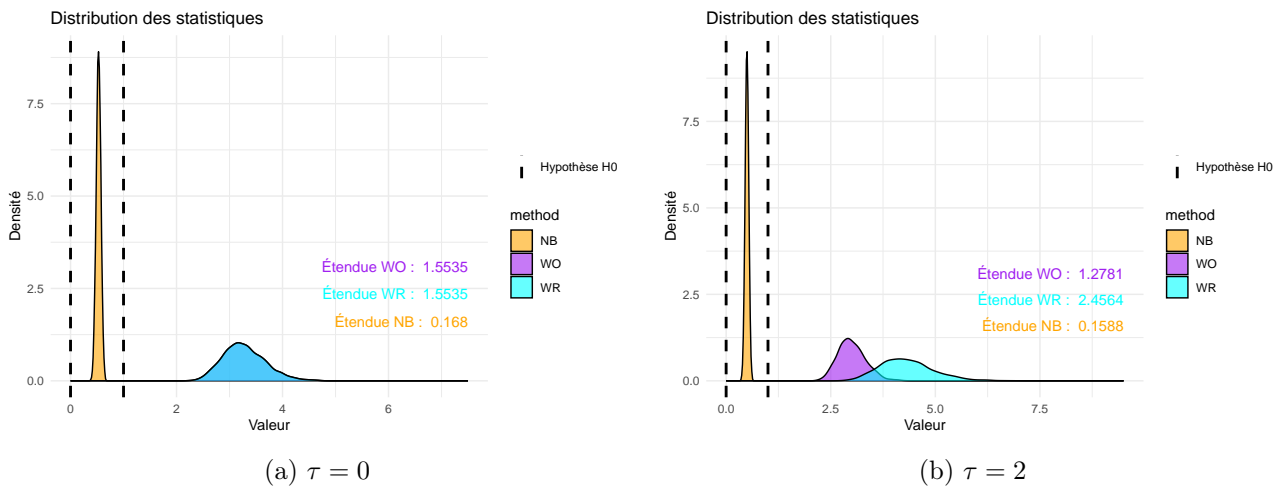 Distribution des statistiques
7.5
5.0
2.5
0.0
Densité
0
2
4
6
Valeur
Étendue WO : 1.5535
Étendue WR : 1.5535
Étendue NB : 0.168
Hypothèse H0
method
NB
WO
WR
(a) τ = 0
Distribution des statistiques
7.5
5.0
2.5
0.0
Densité
0.0
2.5
5.0
7.5
Valeur
Étendue WO : 1.2781
Étendue WR : 2.4564
Étendue NB : 0.1588
Hypothèse H0
method
NB
WO
WR
(b) τ = 2